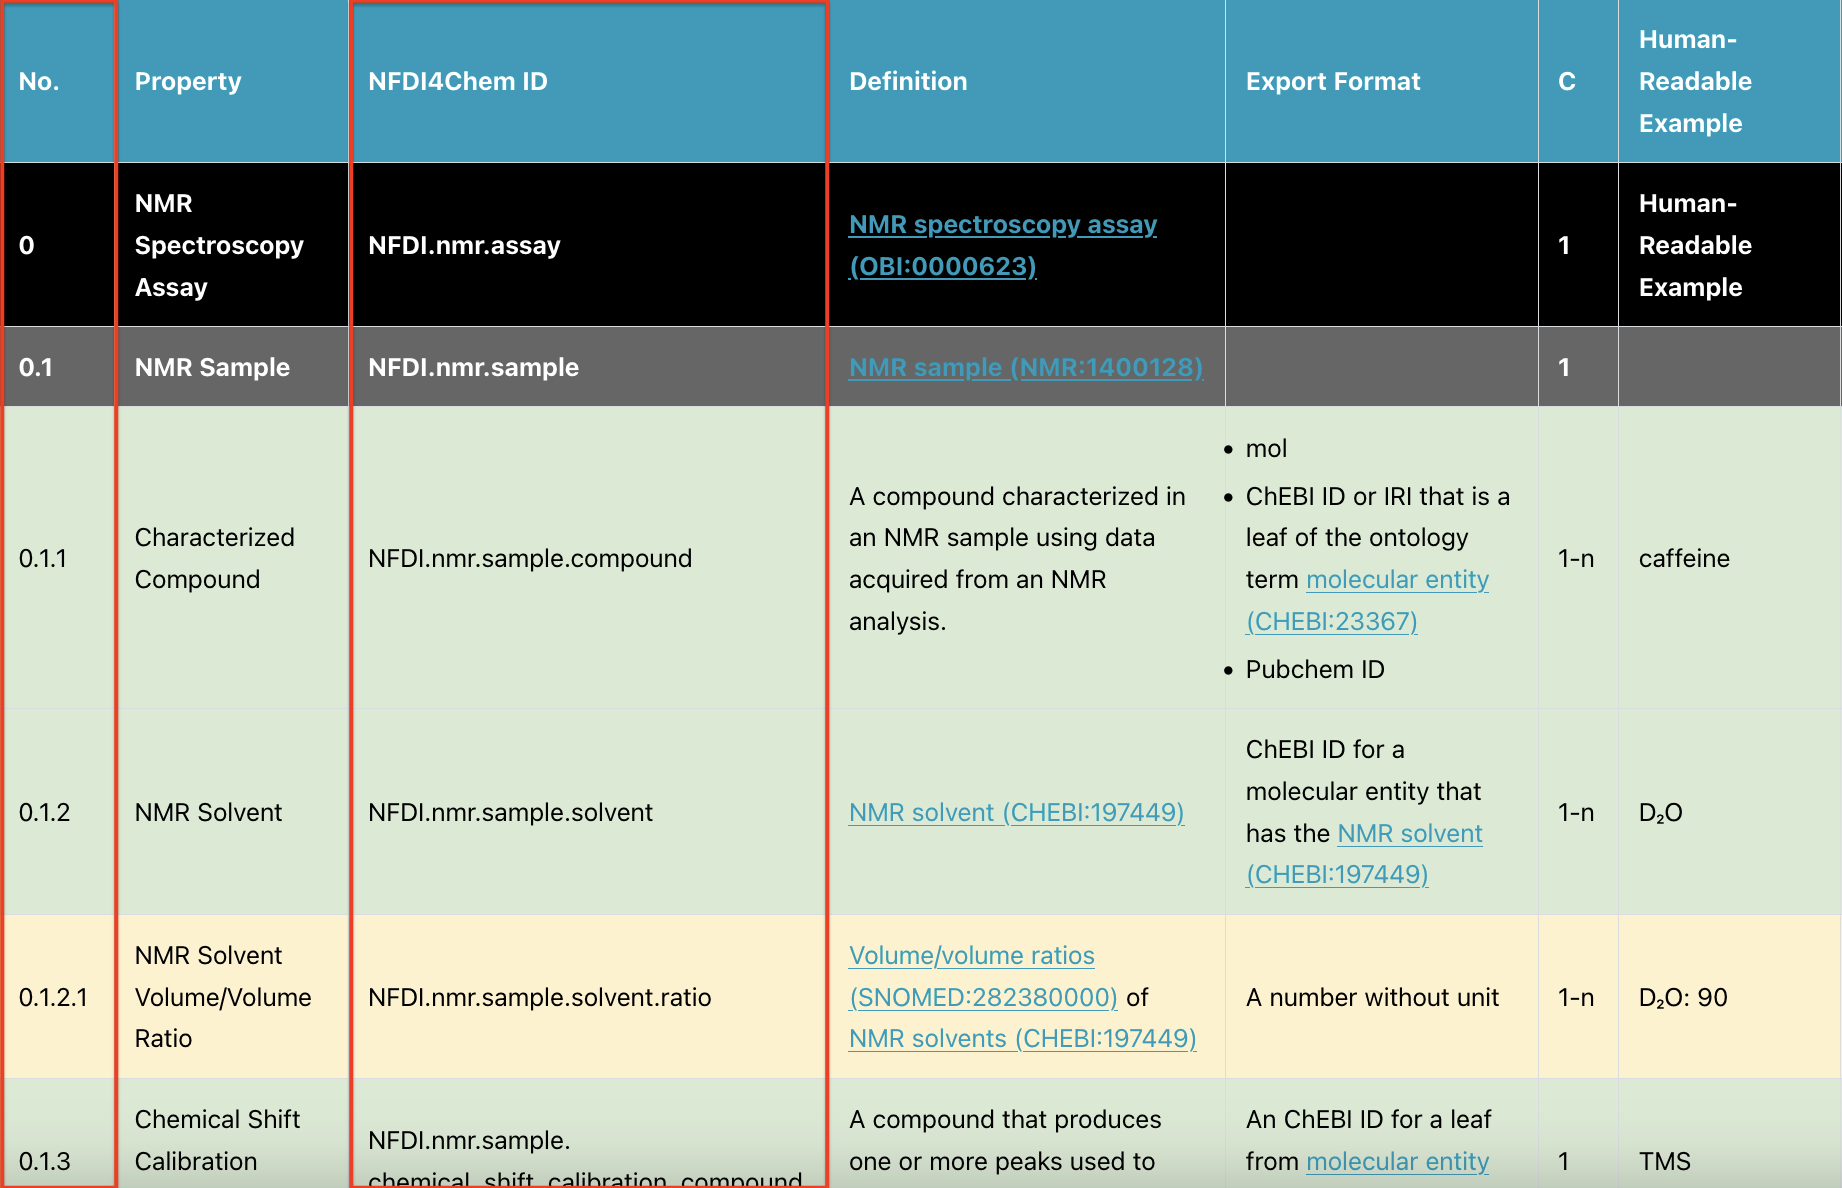 No.
Property
NFDI4Chem ID
Definition
Export Format
C
Human-
Readable
Example
0
NMR
Spectroscopy
Assay
NFDI.nmr.assay
NMR spectroscopy assay
(OBI:0000623)
1
Human-
Readable
Example
0.1
NMR Sample
NFDI.nmr.sample
NMR sample (NMR:1400128)
1
0.1.1
Characterized
Compound
NFDI.nmr.sample.compound
A compound characterized in
an NMR sample using data
acquired from an NMR
analysis.
• mol
• ChEBI ID or IRI that is a
leaf of the ontology
term molecular entity
(CHEBI:23367)
• Pubchem ID
1-n
caffeine
0.1.2
NMR Solvent
NFDI.nmr.sample.solvent
NMR solvent (CHEBI:197449)
ChEBI ID for a
molecular entity that
has the NMR solvent
(CHEBI:197449)
1-n
D₂O
0.1.2.1
NMR Solvent
Volume/Volume
Ratio
NFDI.nmr.sample.solvent.ratio
Volume/volume ratios
(SNOMED:282380000) of
NMR solvents (CHEBI:197449)
A number without unit
1-n
D₂O: 90
0.1.3
Chemical Shift
Calibration
NFDI.nmr.sample.
chemical_shift_calibration_compound
A compound that produces
one or more peaks used to
An ChEBI ID for a leaf
from molecular entity
1
TMS